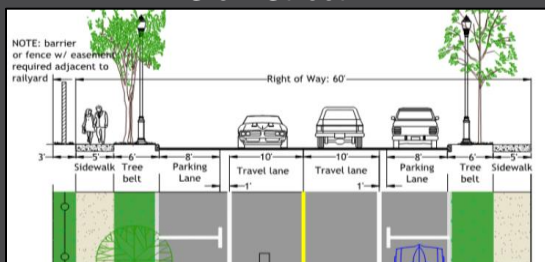 NOTE: barrier
or fence w/ easement
required adjacent to
railyard
Right of Way: 60'
3' 5' 6' 8' 10' 10' 8' 6' 5'
Sidewalk Tree belt Parking Lane Travel lane Travel lane Parking Lane Tree belt Sidewalk
1' 1'